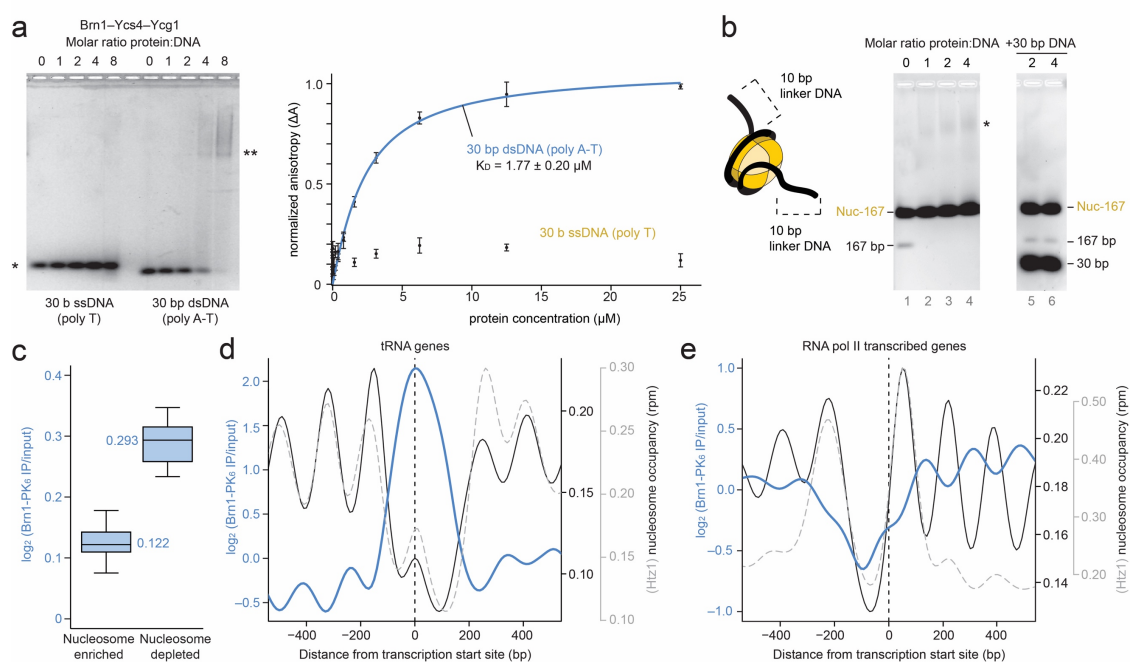 a
Brn1–Ycs4–Ycg1
Molar ratio protein:DNA
0 1 2 4 8 0 1 2 4 8
**
*
30 b ssDNA
(poly T)
30 bp dsDNA
(poly A-T)
normalized anisotropy (ΔA)
1.0
0.5
0
30 bp dsDNA (poly A-T)
KD = 1.77 ± 0.20 μM
30 b ssDNA (poly T)
0 5 10 15 20 25
protein concentration (μM)
b
10 bp
linker DNA
10 bp
linker DNA
Molar ratio protein:DNA
0 1 2 4
+30 bp DNA
2 4
*
Nuc-167
167 bp
1 2 3 4
Nuc-167
167 bp
30 bp
5 6
c
log2 (Brn1-PK6 IP/input)
0.4
0.3
0.2
0.1
0
0.293
0.122
Nucleosome
enriched
Nucleosome
depleted
d
tRNA genes
log2 (Brn1-PK6 IP/input)
2.0
1.5
1.0
0.5
0.0
−0.5
0.20
0.15
0.10
0.30
0.25
0.20
0.15
0.10
(Htz1) nucleosome occupancy (rpm)
−400 −200 0 200 400
Distance from transcription start site (bp)
e
RNA pol II transcribed genes
log2 (Brn1-PK6 IP/input)
1.0
0.5
0.0
−0.5
−1.0
0.22
0.20
0.18
0.16
0.14
0.50
0.40
0.30
0.20
(Htz1) nucleosome occupancy (rpm)
−400 −200 0 200 400
Distance from transcription start site (bp)